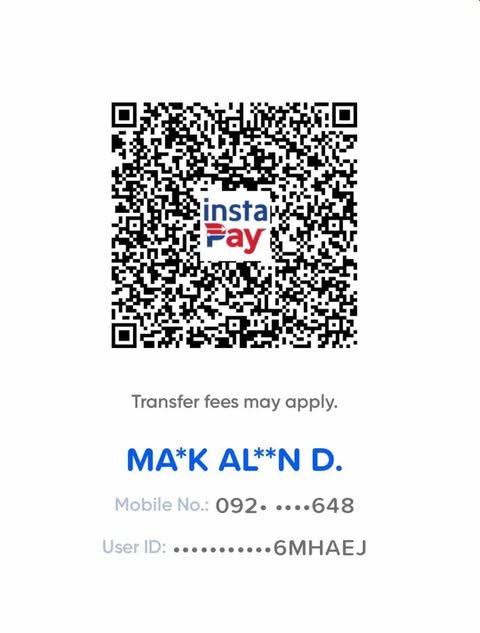 insta
Pay
Transfer fees may apply.
MA*K AL**N D.
Mobile No.: 092• ••••648
User ID: •••••••••••6MHAEJ